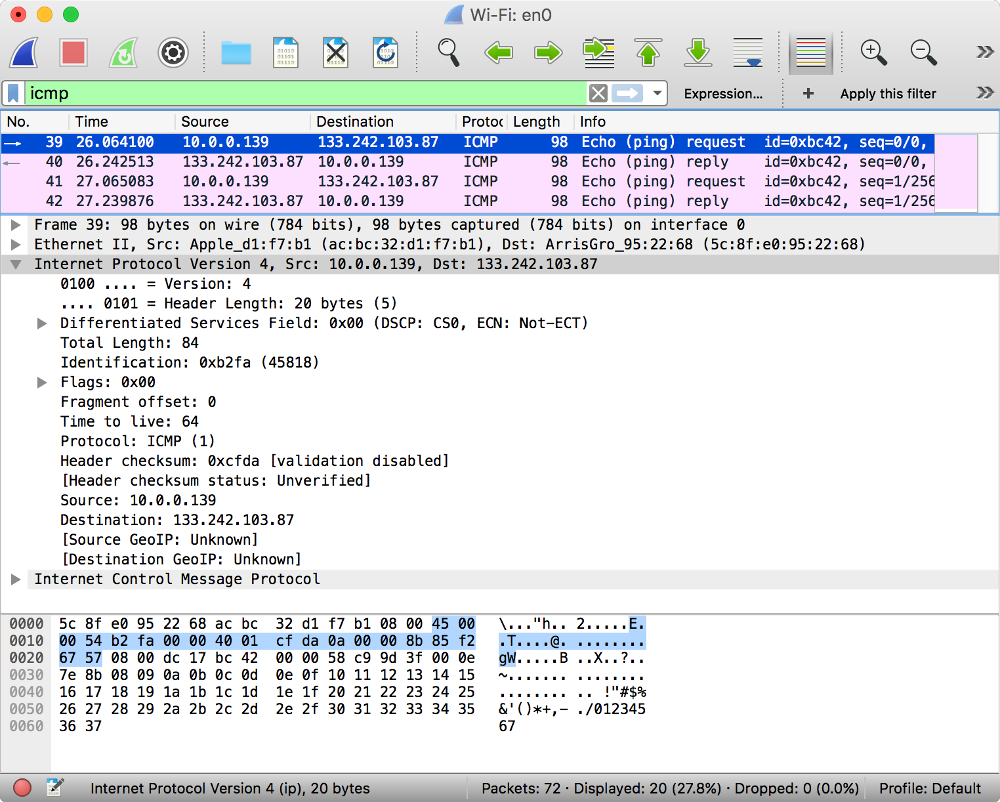 Wi-Fi: en0
icmp Expression... + Apply this filter
No. Time Source Destination Protoc Length Info
39 26.064100 10.0.0.139 133.242.103.87 ICMP 98 Echo (ping) request id=0xbc42, seq=0/0,
40 26.242513 133.242.103.87 10.0.0.139 ICMP 98 Echo (ping) reply id=0xbc42, seq=0/0,
41 27.065083 10.0.0.139 133.242.103.87 ICMP 98 Echo (ping) request id=0xbc42, seq=1/256
42 27.239876 133.242.103.87 10.0.0.139 ICMP 98 Echo (ping) reply id=0xbc42, seq=1/256
Frame 39: 98 bytes on wire (784 bits), 98 bytes captured (784 bits) on interface 0
Ethernet II, Src: Apple_d1:f7:b1 (ac:bc:32:d1:f7:b1), Dst: ArrisGro_95:22:68 (5c:8f:e0:95:22:68)
Internet Protocol Version 4, Src: 10.0.0.139, Dst: 133.242.103.87
0100 .... = Version: 4
.... 0101 = Header Length: 20 bytes (5)
Differentiated Services Field: 0x00 (DSCP: CS0, ECN: Not-ECT)
Total Length: 84
Identification: 0xb2fa (45818)
Flags: 0x00
Fragment offset: 0
Time to live: 64
Protocol: ICMP (1)
Header checksum: 0xcfda [validation disabled]
[Header checksum status: Unverified]
Source: 10.0.0.139
Destination: 133.242.103.87
[Source GeoIP: Unknown]
[Destination GeoIP: Unknown]
Internet Control Message Protocol
0000 5c 8f e0 95 22 68 ac bc 32 d1 f7 b1 08 00 45 00 \..."h.. 2.....E.
0010 00 54 b2 fa 00 00 40 01 cf da 0a 00 00 8b 85 f2 .T....@. ........
0020 67 57 08 00 dc 17 bc 42 00 00 58 c9 9d 3f 00 0e gW.....B ..X..?..
0030 7e 8b 08 09 0a 0b 0c 0d 0e 0f 10 11 12 13 14 15 ~....... ........
0040 16 17 18 19 1a 1b 1c 1d 1e 1f 20 21 22 23 24 25 ........ .. !"#$%
0050 26 27 28 29 2a 2b 2c 2d 2e 2f 30 31 32 33 34 35 &'()*+,- ./012345
0060 36 37 67
Internet Protocol Version 4 (ip), 20 bytes Packets: 72 · Displayed: 20 (27.8%) · Dropped: 0 (0.0%) Profile: Default